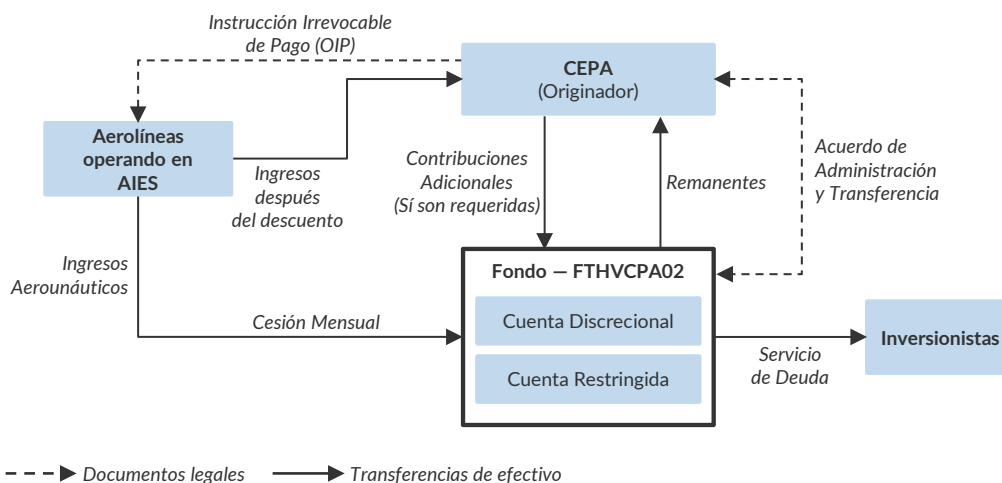 Instrucción Irrevocable
de Pago (OIP)
CEPA
(Originador)
Aerolíneas
operando en
AIES
Ingresos
después
del descuento
Contribuciones
Adicionales
(Sí son requeridas)
Remanentes
Acuerdo de
Administración
y Transferencia
Ingresos
Aerounáuticos
Cesión Mensual
Fondo — FTHVCPA02
Cuenta Discrecional
Cuenta Restringida
Servicio
de Deuda
Inversionistas
Documentos legales
Transferencias de efectivo